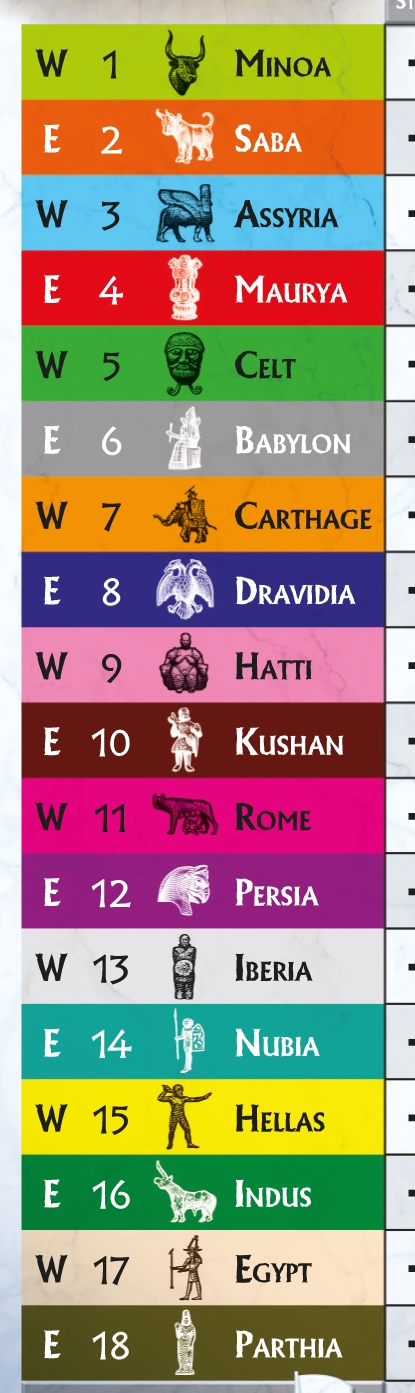 W 1 MINOA
E 2 SABA
W 3 ASSYRIA
E 4 MAURYA
W 5 CELT
E 6 BABYLON
W 7 CARTHAGE
E 8 DRAVIDIA
W 9 HATTI
E 10 KUSHAN
W 11 ROME
E 12 PERSIA
W 13 IBERIA
E 14 NUBIA
W 15 HELLAS
E 16 INDUS
W 17 EGYPT
E 18 PARTHIA